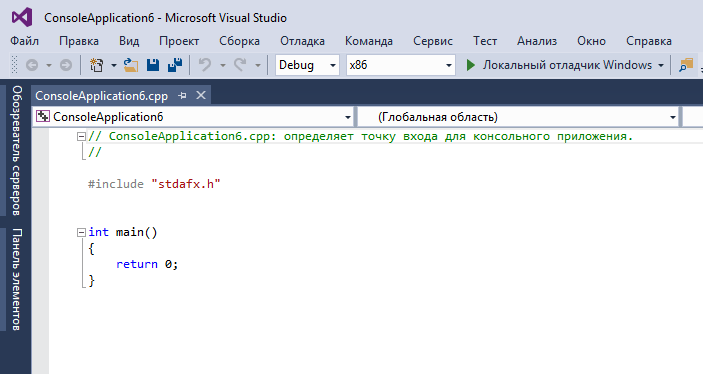 ConsoleApplication6 - Microsoft Visual Studio
Файл Правка Вид Проект Сборка Отладка Команда Сервис Тест Анализ Окно Справка
Debug x86 Локальный отладчик Windows
Обозреватель серверов
Панель элементов
ConsoleApplication6.cpp
ConsoleApplication6 (Глобальная область)
// ConsoleApplication6.cpp: определяет точку входа для консольного приложения.
//
#include "stdafx.h"
int main()
{
return 0;
}